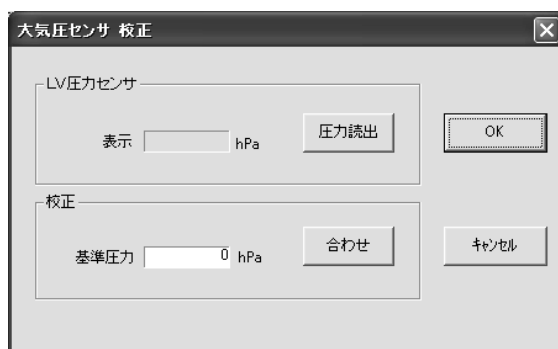 大気圧センサ 校正
LV圧力センサ
表示 hPa
圧力読出
OK
校正
基準圧力 0 hPa
合わせ
ｷｬﾝｾﾙ